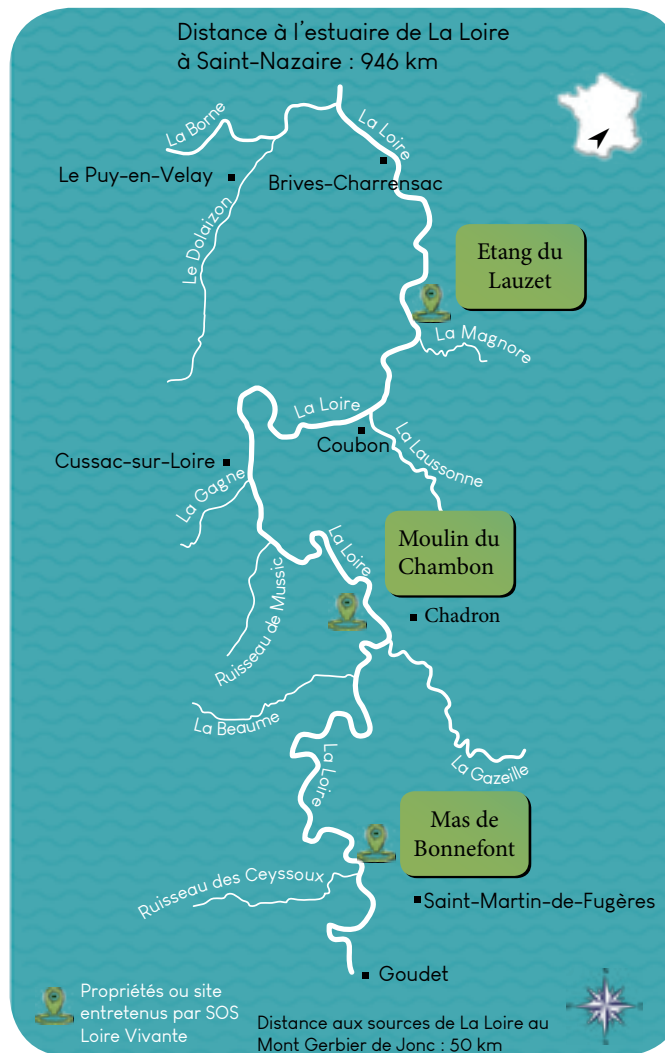 Distance à l'estuaire de La Loire
à Saint-Nazaire : 946 km
La Borne
La Loire
Le Puy-en-Velay
Brives-Charrensac
Le Dolaizon
Etang du
Lauzet
La Magnore
La Loire
Coubon
La Laussonne
Cussac-sur-Loire
La Gagne
La Loire
Moulin du
Chambon
Ruisseau de Mussic
Chadron
La Beaume
La Gazeille
La Loire
Mas de
Bonnefont
Ruisseau des Ceyssoux
Saint-Martin-de-Fugères
Goudet
Propriétés ou site
entretenus par SOS
Loire Vivante
Distance aux sources de La Loire au
Mont Gerbier de Jonc : 50 km